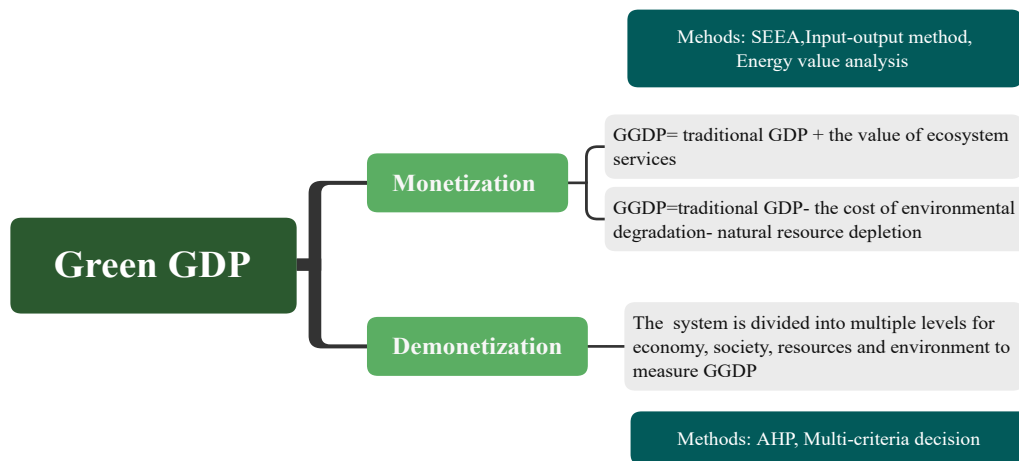 Mehods: SEEA,Input-output method,
Energy value analysis
GGDP= traditional GDP + the value of ecosystem
services
Monetization
GGDP=traditional GDP- the cost of environmental
degradation- natural resource depletion
Green GDP
The system is divided into multiple levels for
economy, society, resources and environment to
measure GGDP
Demonetization
Methods: AHP, Multi-criteria decision